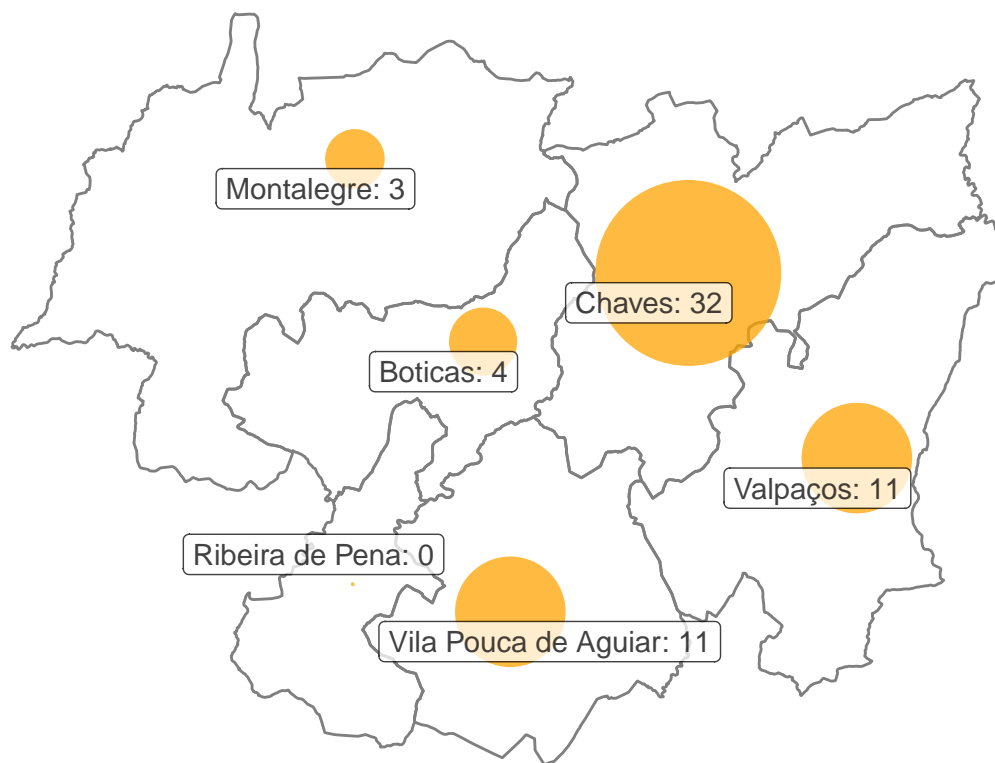 Montalegre: 3
Chaves: 32
Boticas: 4
Valpaços: 11
Ribeira de Pena: 0
Vila Pouca de Aguiar: 11